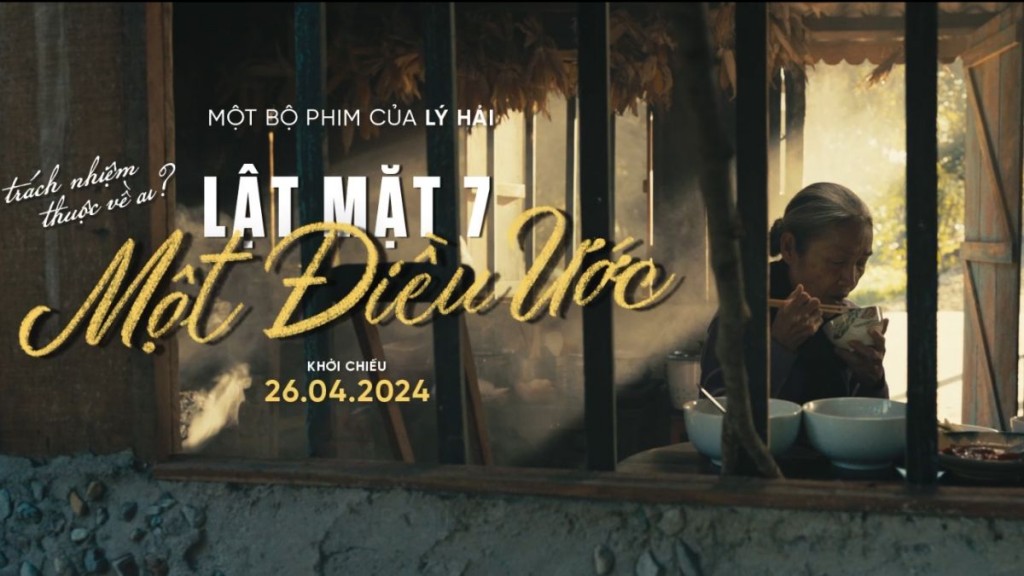 MỘT BỘ PHIM CỦA LÝ HẢI
trách nhiệm
thuộc về ai?
LẬT MẶT 7
Một Điều Ước
KHỞI CHIẾU
26.04.2024